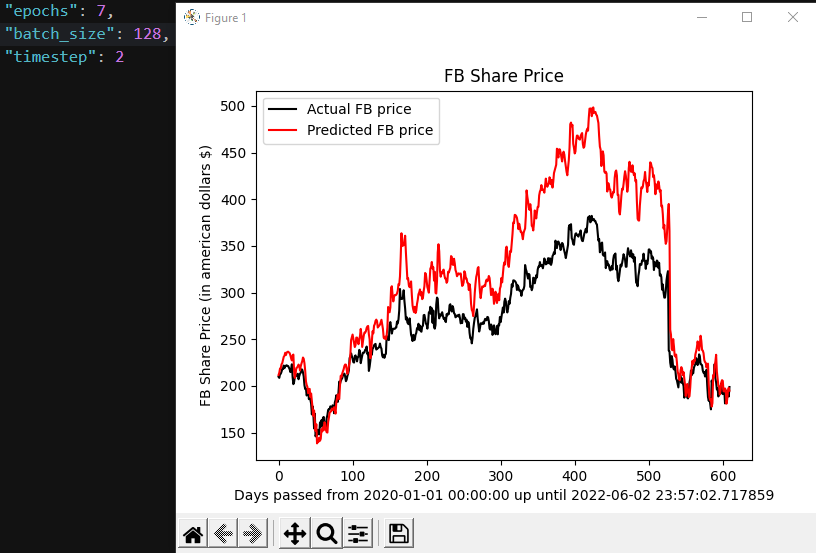 "epochs": 7,
"batch_size": 128,
"timestep": 2
Figure 1
FB Share Price
Actual FB price
Predicted FB price
FB Share Price (in american dollars $)
500
450
400
350
300
250
200
150
0 100 200 300 400 500 600
Days passed from 2020-01-01 00:00:00 up until 2022-06-02 23:57:02.717859